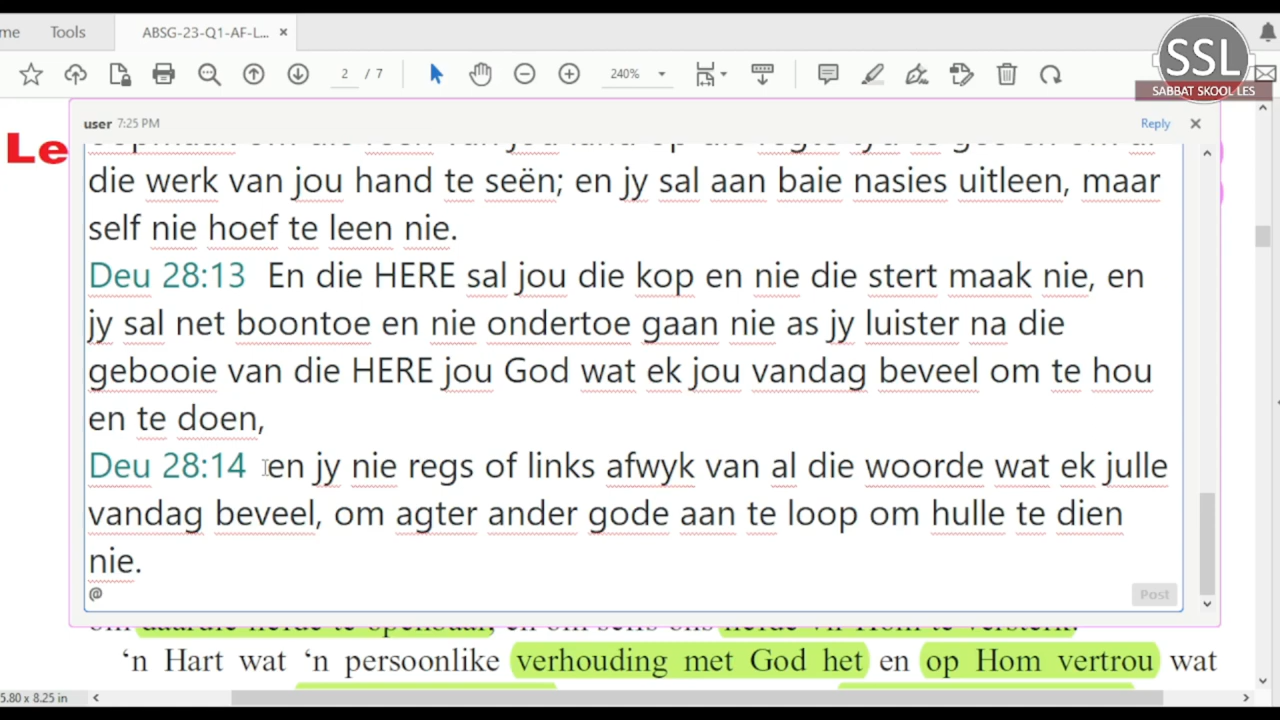 me Tools ABSG-23-Q1-AF-L... ×
2 / 7 240%
SSL
SABBAT SKOOL LES
Le
user 7:25 PM Reply
die werk van jou hand te seën; en jy sal aan baie nasies uitleen, maar
self nie hoef te leen nie.
Deu 28:13 En die HERE sal jou die kop en nie die stert maak nie, en
jy sal net boontoe en nie ondertoe gaan nie as jy luister na die
gebooie van die HERE jou God wat ek jou vandag beveel om te hou
en te doen,
Deu 28:14 en jy nie regs of links afwyk van al die woorde wat ek julle
vandag beveel, om agter ander gode aan te loop om hulle te dien
nie.
@ Post
‘n Hart wat ‘n persoonlike verhouding met God het en op Hom vertrou wat
5.80 x 8.25 in